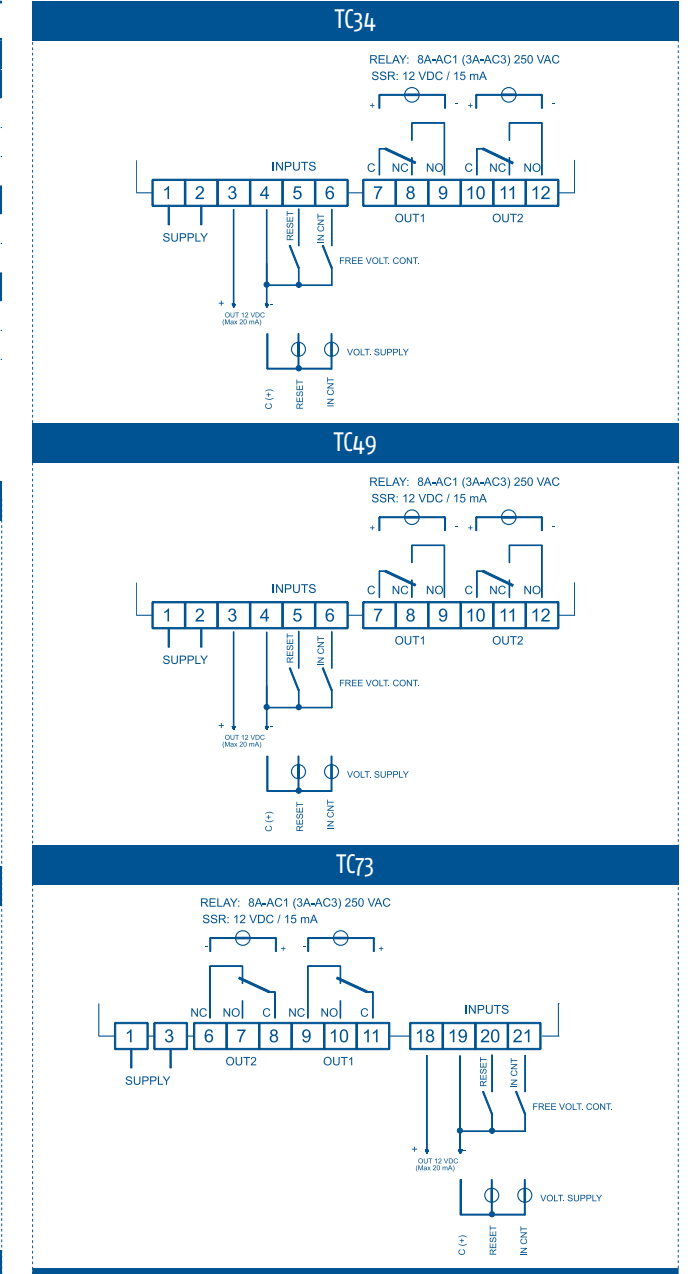 TC34
RELAY: 8A-AC1 (3A-AC3) 250 VAC
SSR: 12 VDC / 15 mA
+ - + -
INPUTS C NC NO C NC NO
1 2 3 4 5 6 7 8 9 10 11 12
SUPPLY RESET IN CNT OUT1 OUT2
FREE VOLT. CONT.
+ -
OUT 12 VDC
(Max 20 mA)
VOLT. SUPPLY
C (+) RESET IN CNT
TC49
RELAY: 8A-AC1 (3A-AC3) 250 VAC
SSR: 12 VDC / 15 mA
+ - + -
INPUTS C NC NO C NC NO
1 2 3 4 5 6 7 8 9 10 11 12
SUPPLY RESET IN CNT OUT1 OUT2
FREE VOLT. CONT.
+ -
OUT 12 VDC
(Max 20 mA)
VOLT. SUPPLY
C (+) RESET IN CNT
TC73
RELAY: 8A-AC1 (3A-AC3) 250 VAC
SSR: 12 VDC / 15 mA
- + - +
NC NO C NC NO C INPUTS
1 3 6 7 8 9 10 11 18 19 20 21
SUPPLY OUT2 OUT1 RESET IN CNT
FREE VOLT. CONT.
+ -
OUT 12 VDC
(Max 20 mA)
VOLT. SUPPLY
C (+) RESET IN CNT